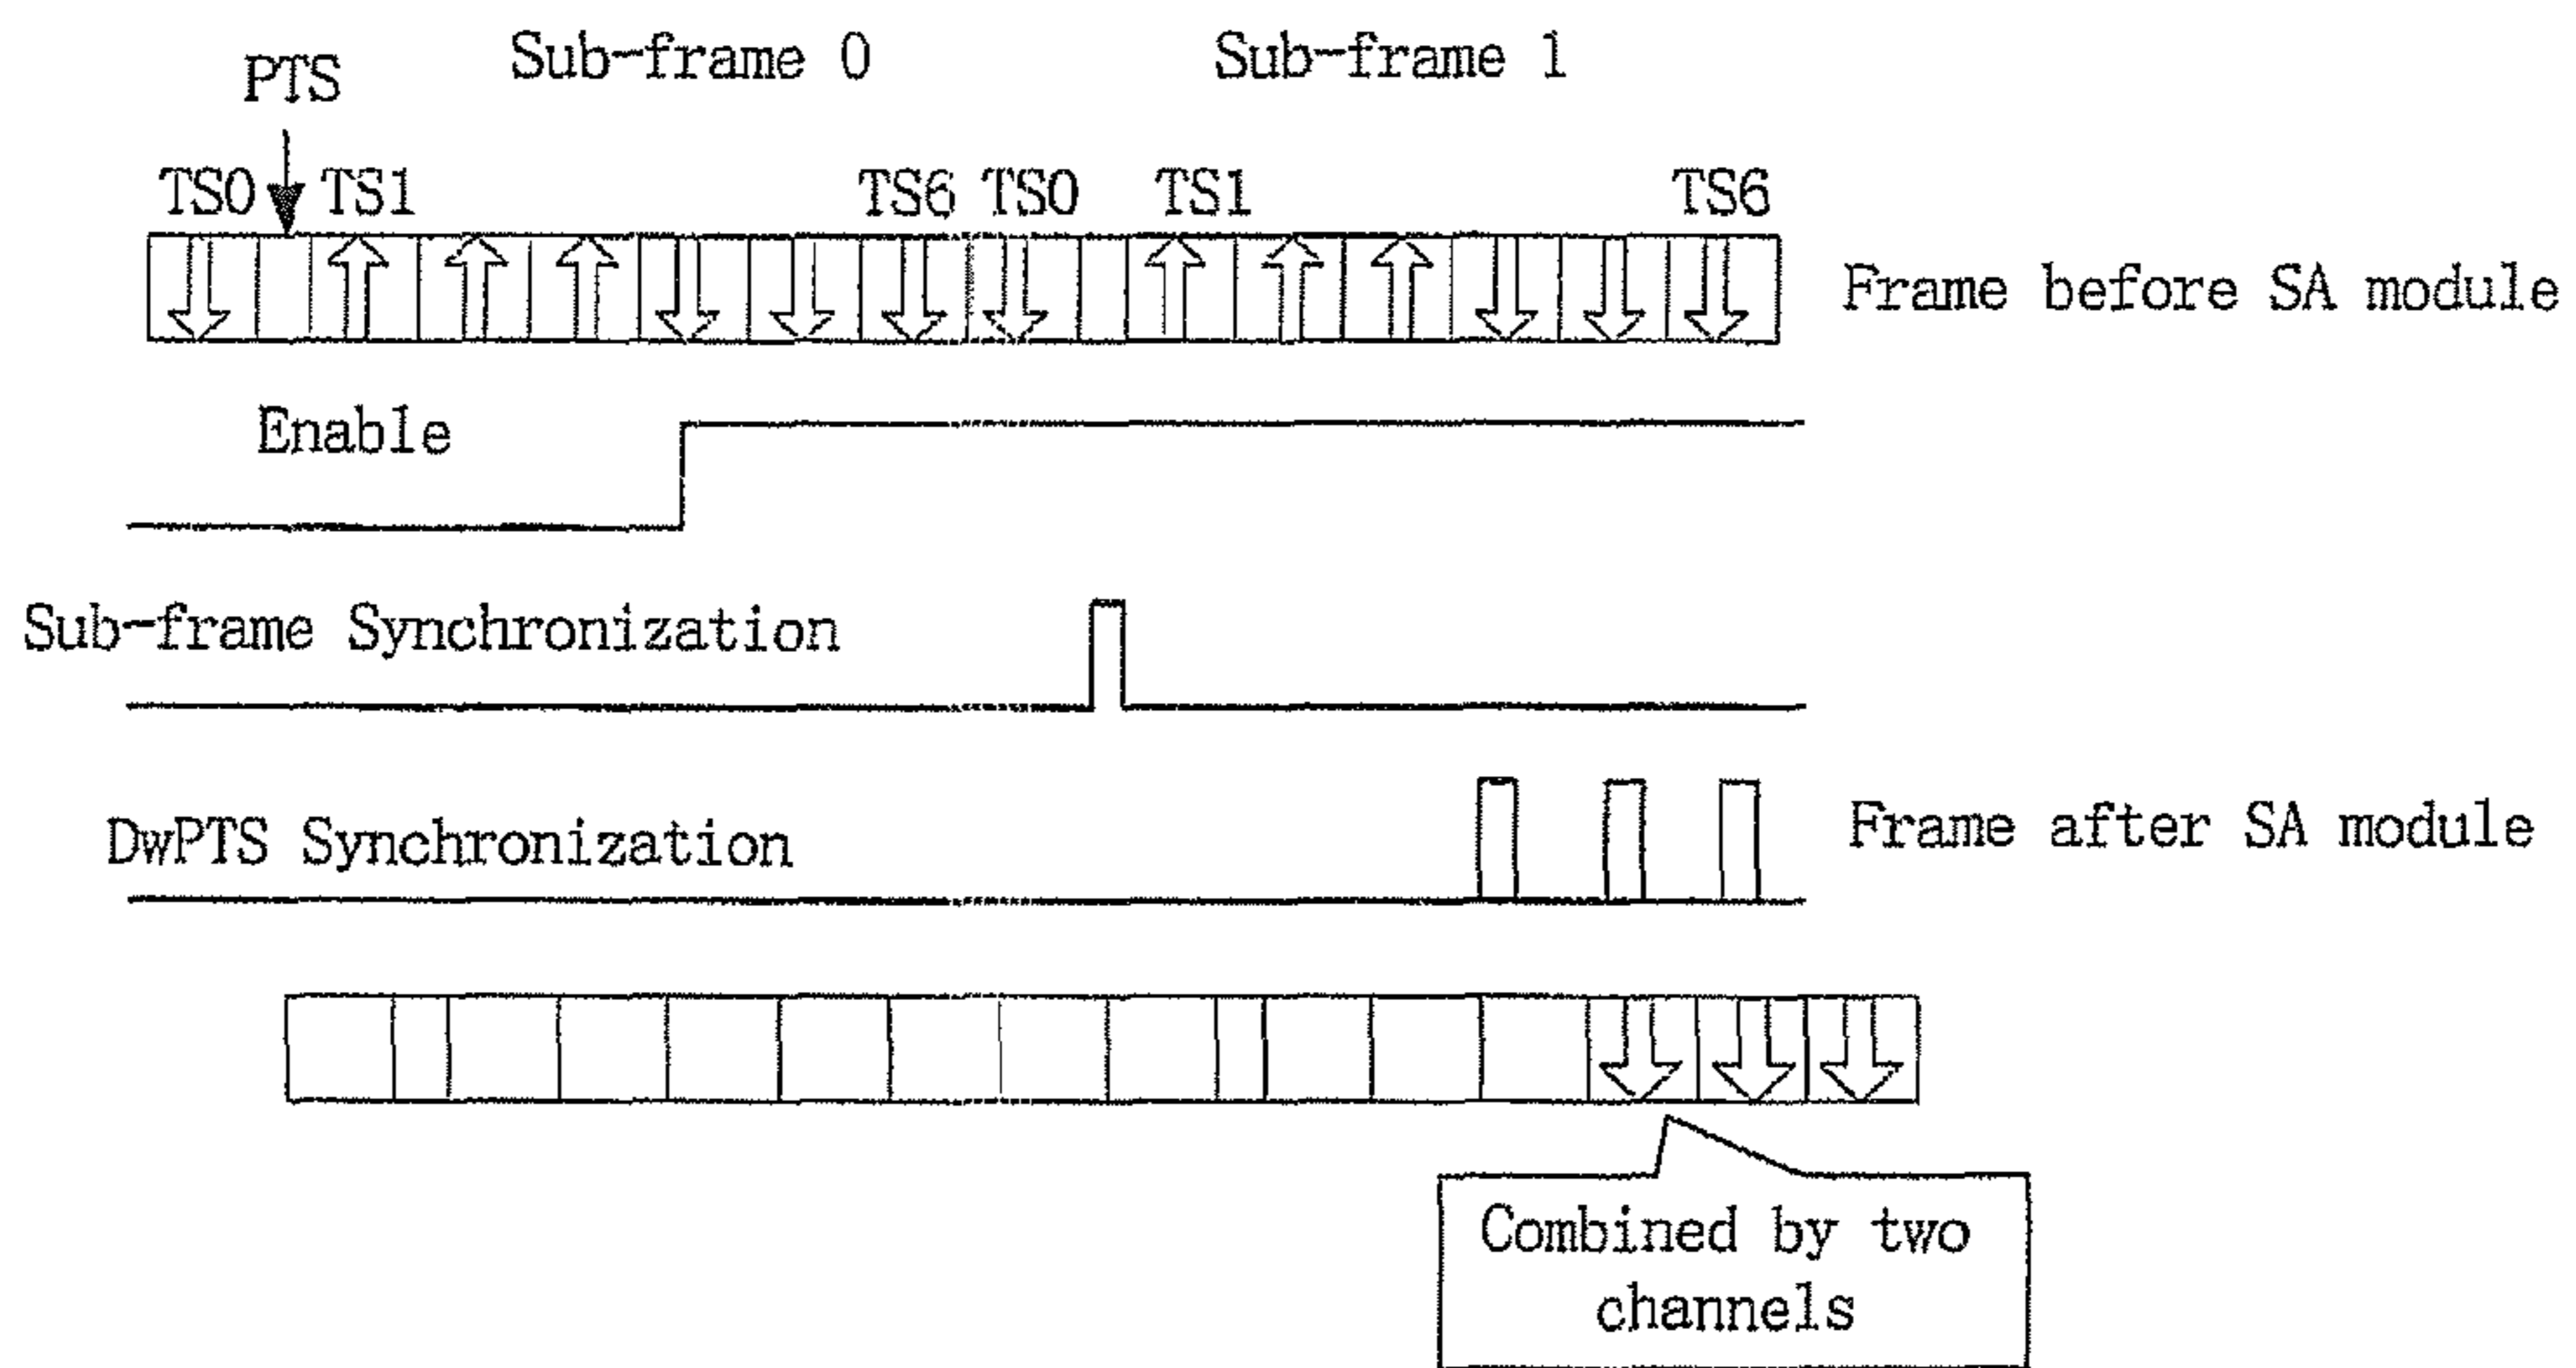 Sub-frame 0
Sub-frame 1
PTS
TS0 TS1 TS6 TS0 TS1 TS6
Frame before SA module
Enable
Sub-frame Synchronization
DwPTS Synchronization
Frame after SA module
Combined by two
channels